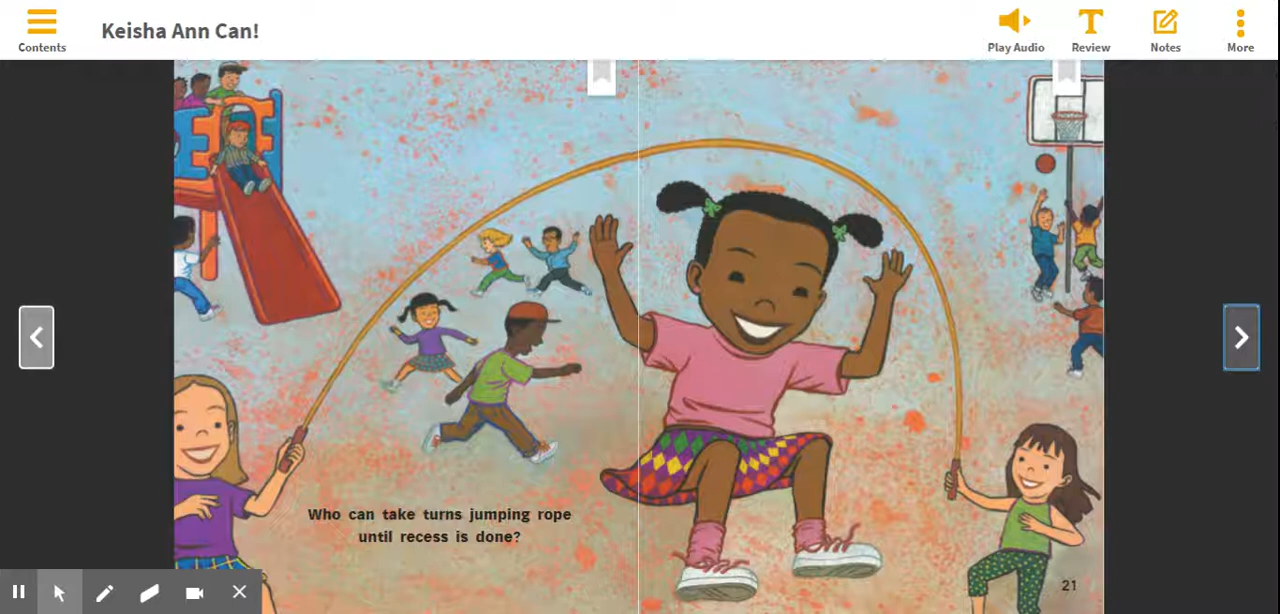 Keisha Ann Can!
Contents
Play Audio
Review
Notes
More
Who can take turns jumping rope
until recess is done?
21